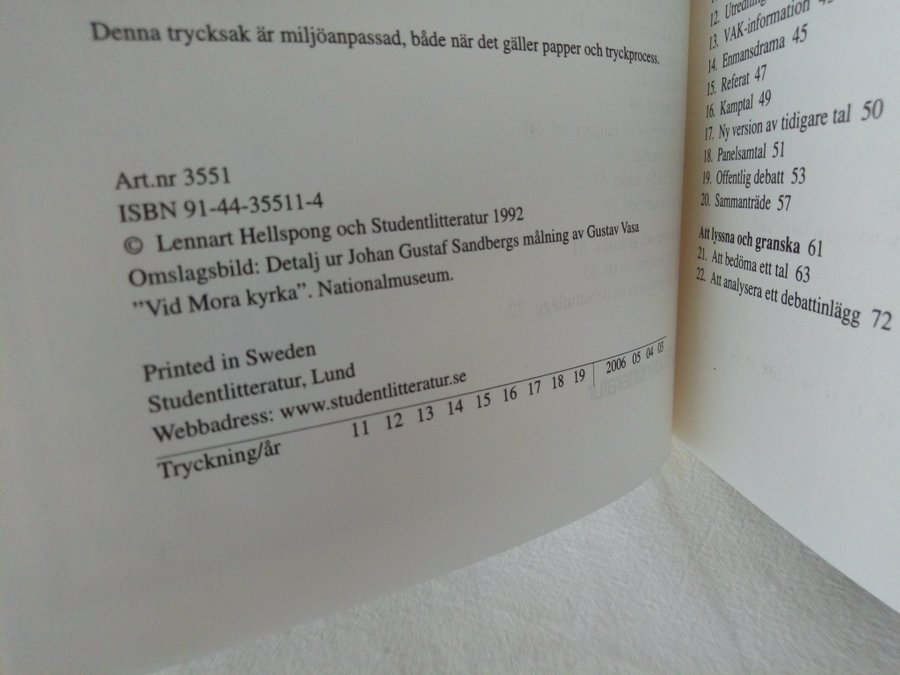 Denna trycksak är miljöanpassad, både när det gäller papper och tryckprocess.
Art.nr 3551
ISBN 91-44-35511-4
© Lennart Hellspong och Studentlitteratur 1992
Omslagsbild: Detalj ur Johan Gustaf Sandbergs målning av Gustav Vasa
”Vid Mora kyrka”. Nationalmuseum.
Printed in Sweden
Studentlitteratur, Lund
Webbadress: www.studentlitteratur.se
Tryckning/år 11 12 13 14 15 16 17 18 19 2006 05 04 03
12. Utredning
13. VAK-information
14. Enmansdrama 45
15. Referat 47
16. Kamptal 49
17. Ny version av tidigare tal 50
18. Panelsamtal 51
19. Offentlig debatt 53
20. Sammanträde 57
Att lyssna och granska 61
21. Att bedöma ett tal 63
22. Att analysera ett debattinlägg 72